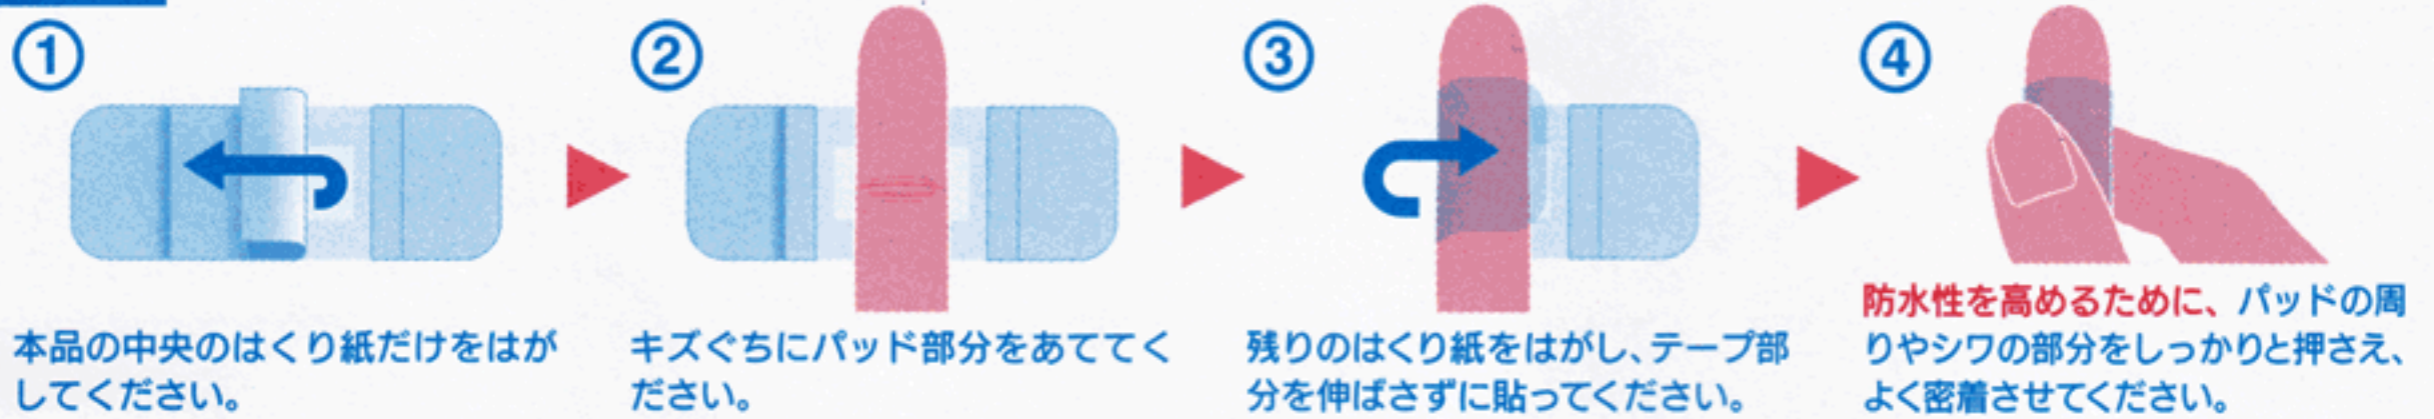 ①
本品の中央のはくり紙だけをはが
してください。
②
キズぐちにパッド部分をあててく
ださい。
③
残りのはくり紙をはがし、テープ部
分を伸ばさずに貼ってください。
④
防水性を高めるために、パッドの周
りやシワの部分をしっかりと押さえ、
よく密着させてください。